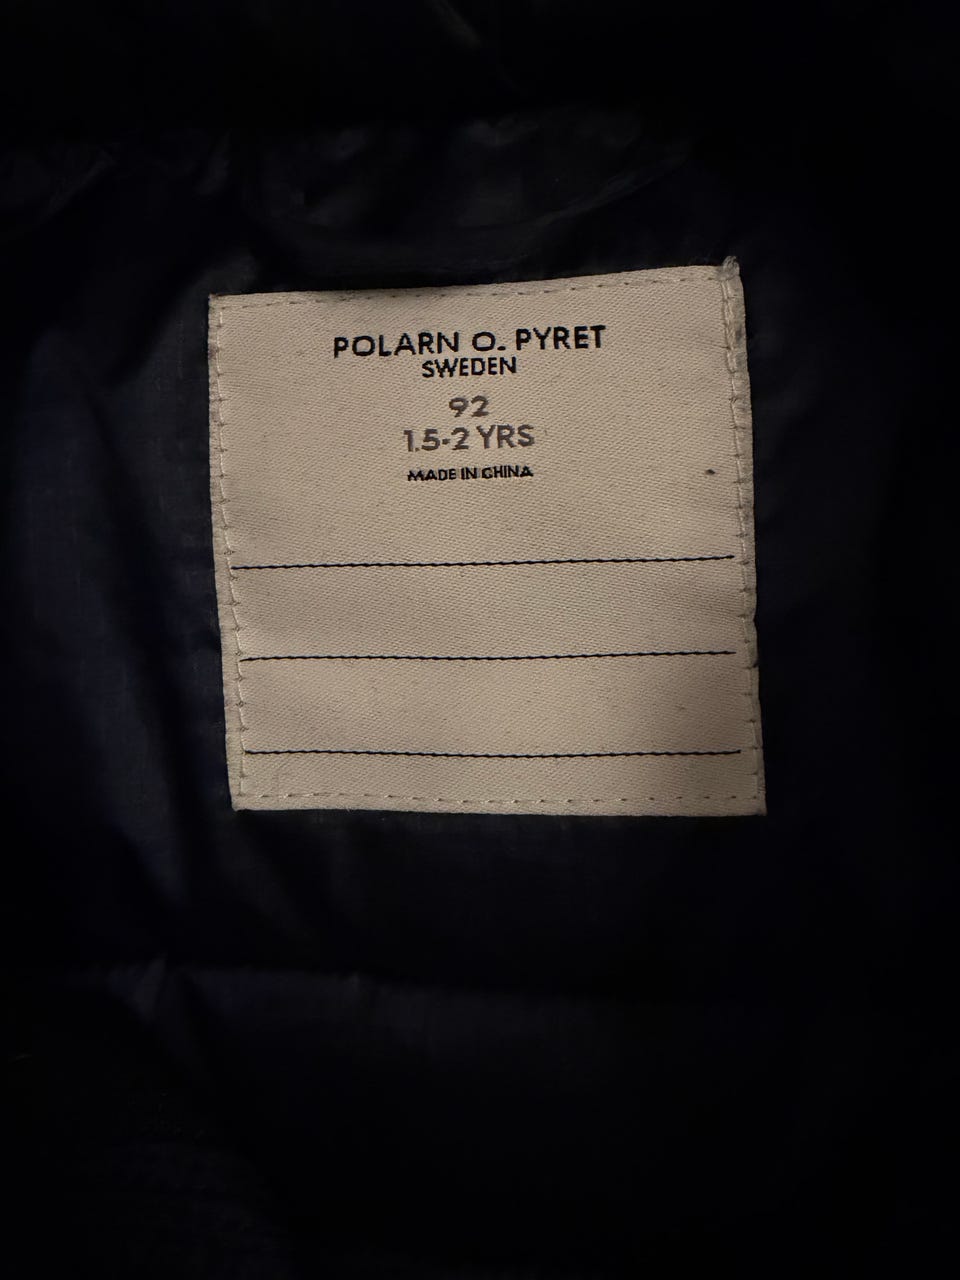 POLARN O. PYRET
SWEDEN
92
1.5-2 YRS
MADE IN CHINA